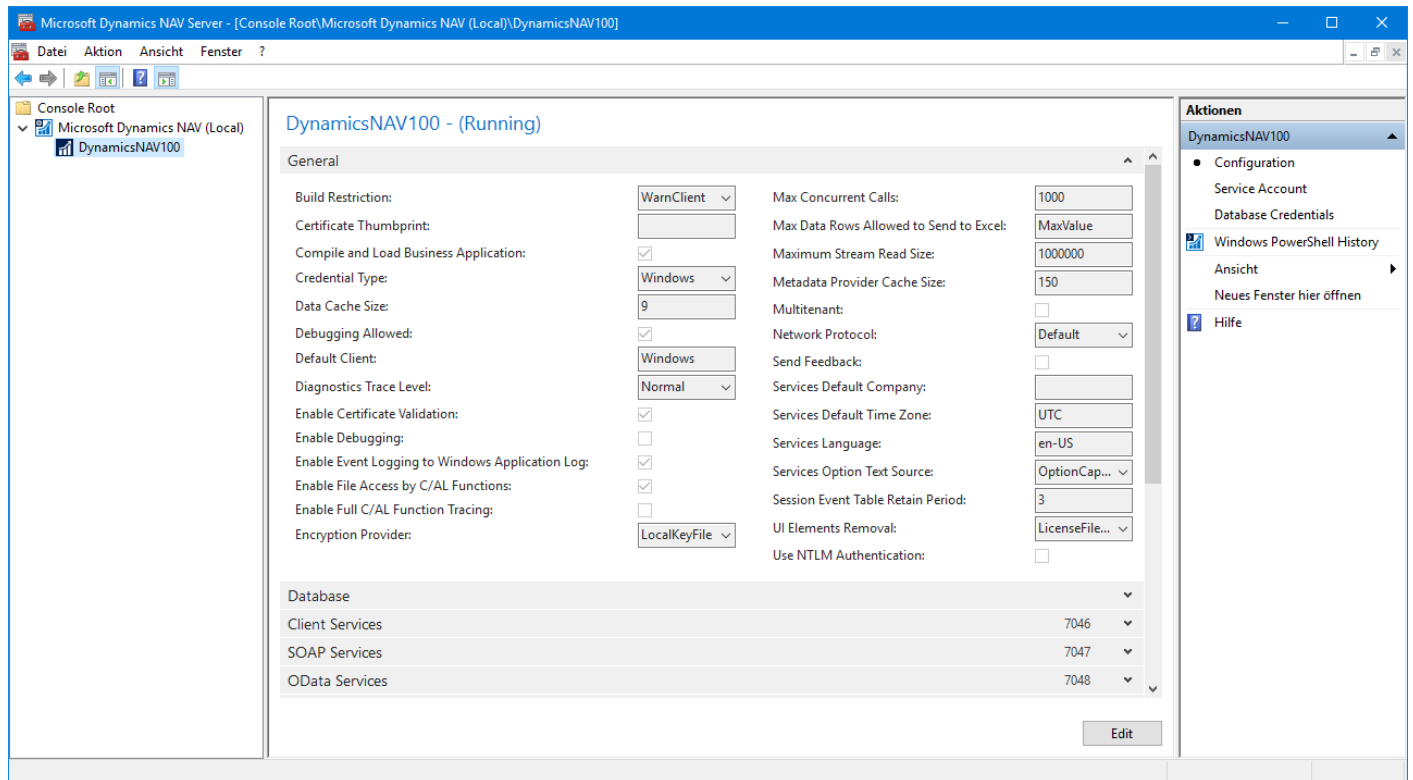 Microsoft Dynamics NAV Server - [Console Root\Microsoft Dynamics NAV (Local)\DynamicsNAV100]
Datei Aktion Ansicht Fenster ?
Console Root
Microsoft Dynamics NAV (Local)
DynamicsNAV100
DynamicsNAV100 - (Running)
General
Build Restriction: WarnClient
Certificate Thumbprint:
Compile and Load Business Application:
Credential Type: Windows
Data Cache Size: 9
Debugging Allowed:
Default Client: Windows
Diagnostics Trace Level: Normal
Enable Certificate Validation:
Enable Debugging:
Enable Event Logging to Windows Application Log:
Enable File Access by C/AL Functions:
Enable Full C/AL Function Tracing:
Encryption Provider: LocalKeyFile
Max Concurrent Calls: 1000
Max Data Rows Allowed to Send to Excel: MaxValue
Maximum Stream Read Size: 1000000
Metadata Provider Cache Size: 150
Multitenant:
Network Protocol: Default
Send Feedback:
Services Default Company:
Services Default Time Zone: UTC
Services Language: en-US
Services Option Text Source: OptionCap...
Session Event Table Retain Period: 3
UI Elements Removal: LicenseFile...
Use NTLM Authentication:
Database
Client Services 7046
SOAP Services 7047
OData Services 7048
Edit
Aktionen
DynamicsNAV100
Configuration
Service Account
Database Credentials
Windows PowerShell History
Ansicht
Neues Fenster hier öffnen
Hilfe